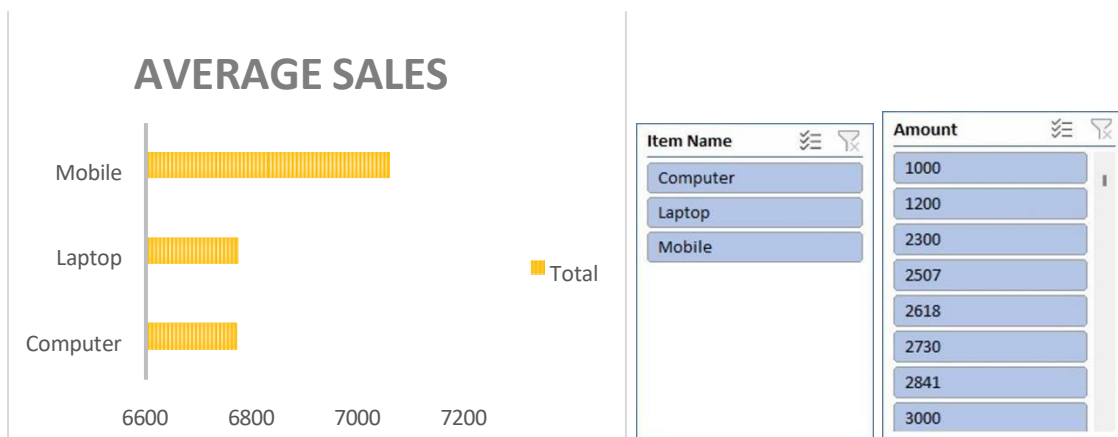 AVERAGE SALES
Mobile
Laptop
Computer
6600 6800 7000 7200
Total
Item Name
Computer
Laptop
Mobile
Amount
1000
1200
2300
2507
2618
2730
2841
3000